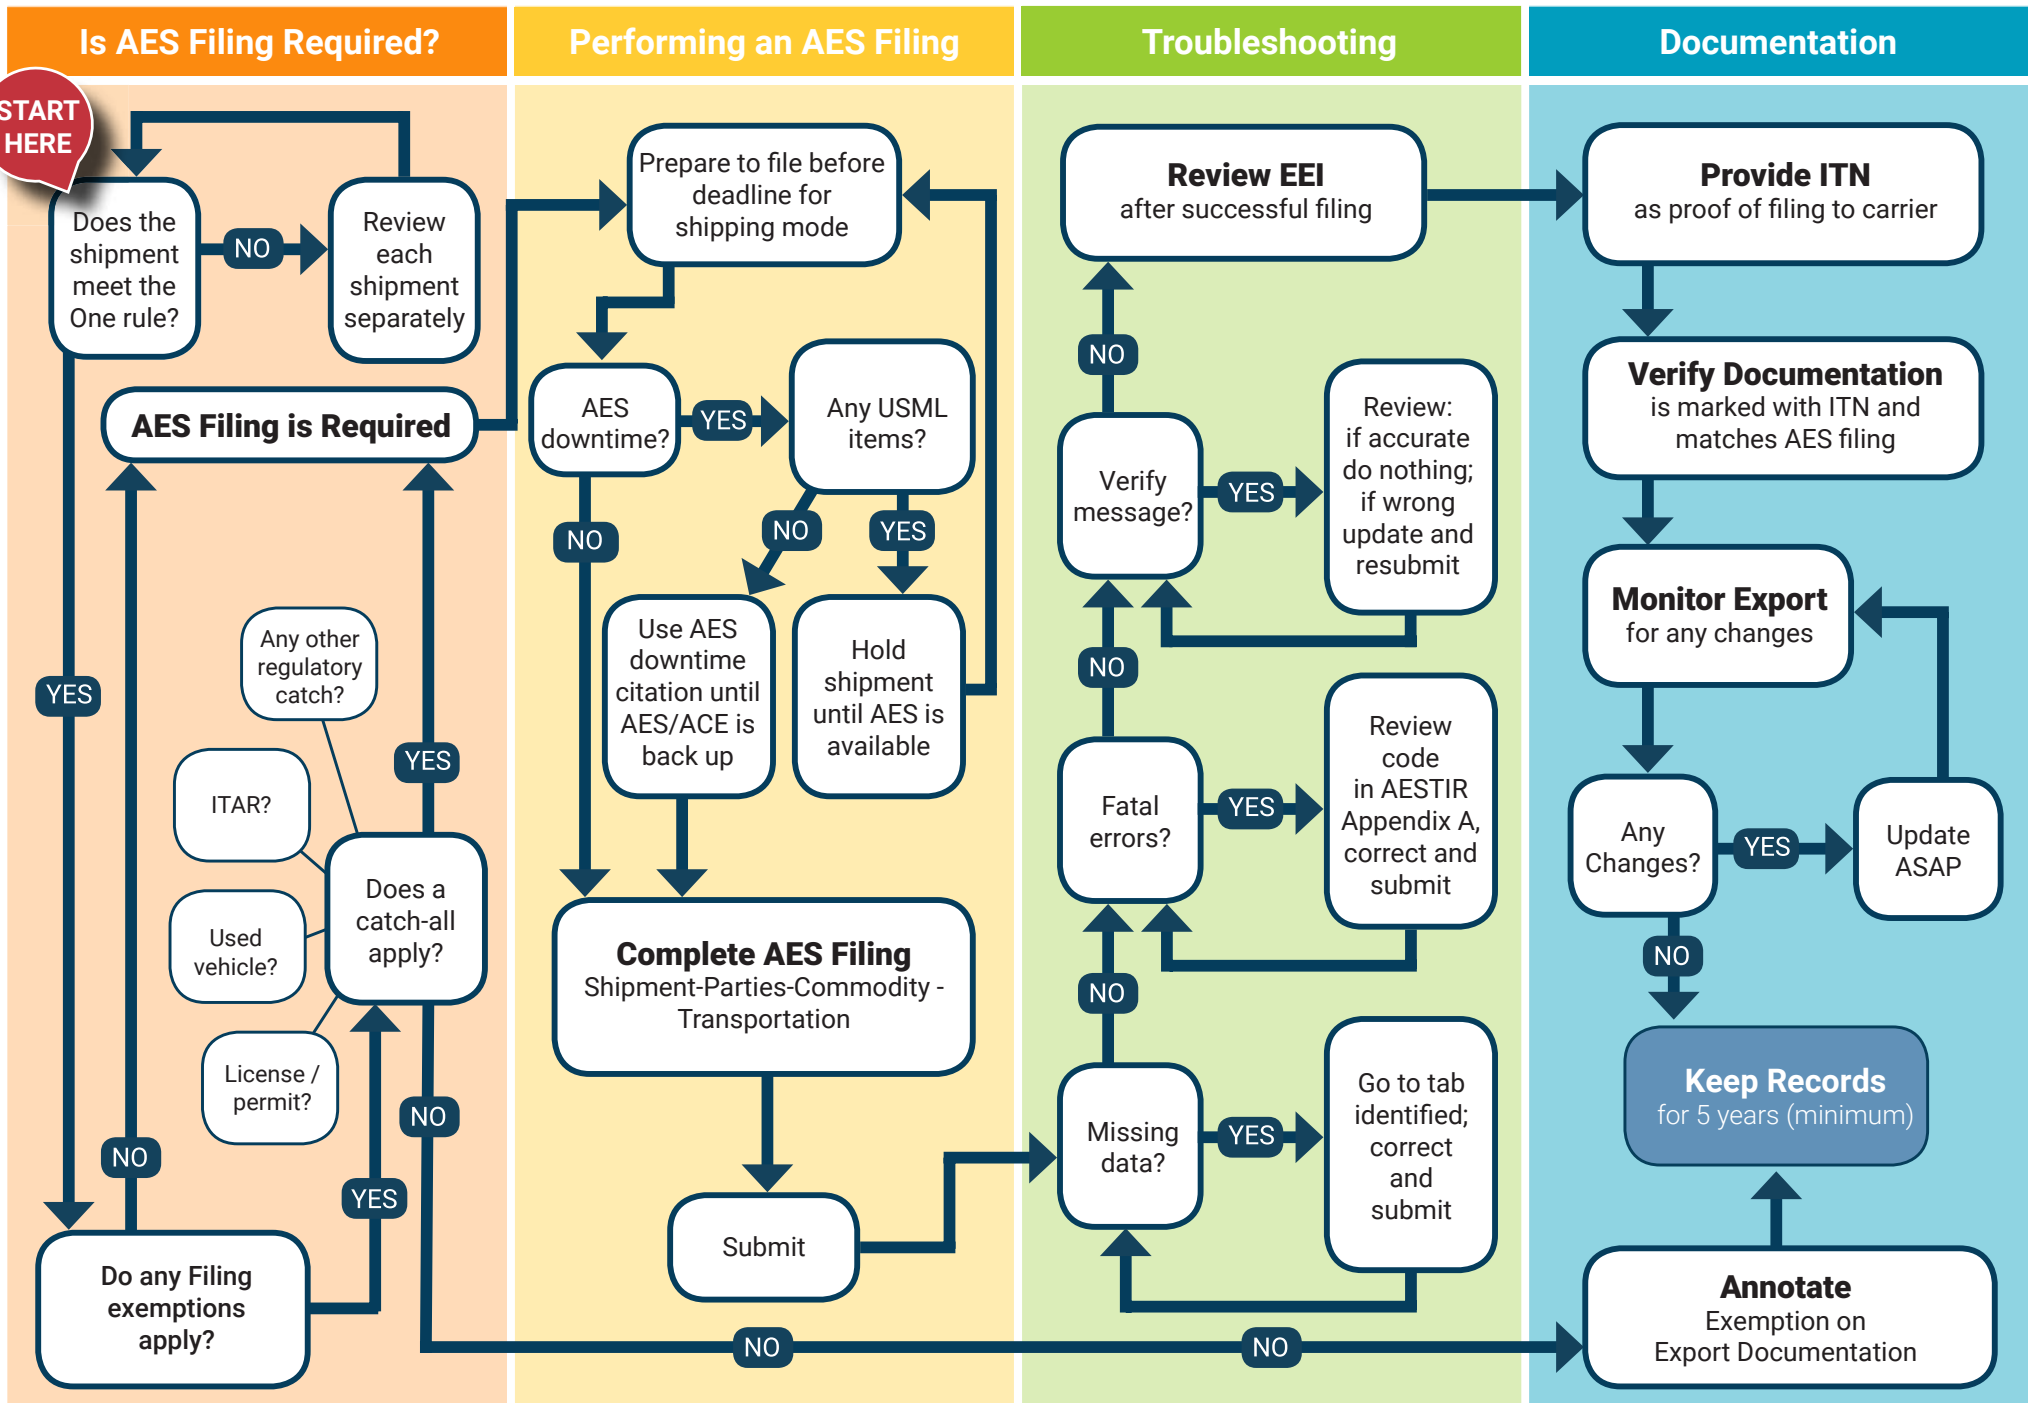 Is AES Filing Required?
Performing an AES Filing
Troubleshooting
Documentation
START
HERE
Does the
shipment
meet the
One rule?
NO
Review
each
shipment
separately
AES Filing is Required
YES
Any other
regulatory
catch?
ITAR?
Used
vehicle?
License /
permit?
YES
Does a
catch-all
apply?
NO
YES
NO
Do any Filing
exemptions
apply?
Prepare to file before
deadline for
shipping mode
AES
downtime?
YES
Any USML
items?
NO
NO
YES
Use AES
downtime
citation until
AES/ACE is
back up
Hold
shipment
until AES is
available
Complete AES Filing
Shipment-Parties-Commodity -
Transportation
Submit
NO
Review EEI
after successful filing
NO
Verify
message?
YES
Review:
if accurate
do nothing;
if wrong
update and
resubmit
NO
Fatal
errors?
YES
Review
code
in AESTIR
Appendix A,
correct and
submit
NO
Missing
data?
YES
Go to tab
identified;
correct
and
submit
NO
Provide ITN
as proof of filing to carrier
Verify Documentation
is marked with ITN and
matches AES filing
Monitor Export
for any changes
Any
Changes?
YES
Update
ASAP
NO
Keep Records
for 5 years (minimum)
Annotate
Exemption on
Export Documentation